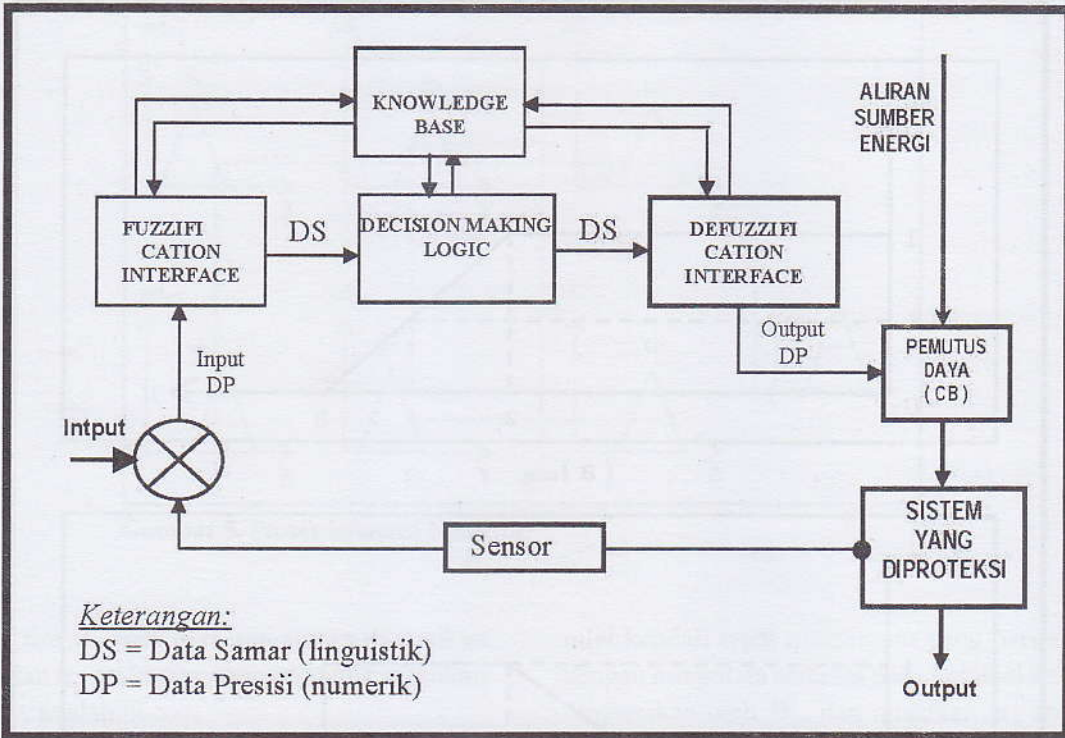 KNOWLEDGE
BASE
ALIRAN
SUMBER
ENERGI
FUZZIFI
CATION
INTERFACE
DS
DECISION MAKING
LOGIC
DS
DEFUZZIFI
CATION
INTERFACE
Input
DP
Output
DP
PEMUTUS
DAYA
(CB)
Intput
Sensor
SISTEM
YANG
DIPROTEKSI
Keterangan:
DS = Data Samar (linguistik)
DP = Data Presisi (numerik)
Output